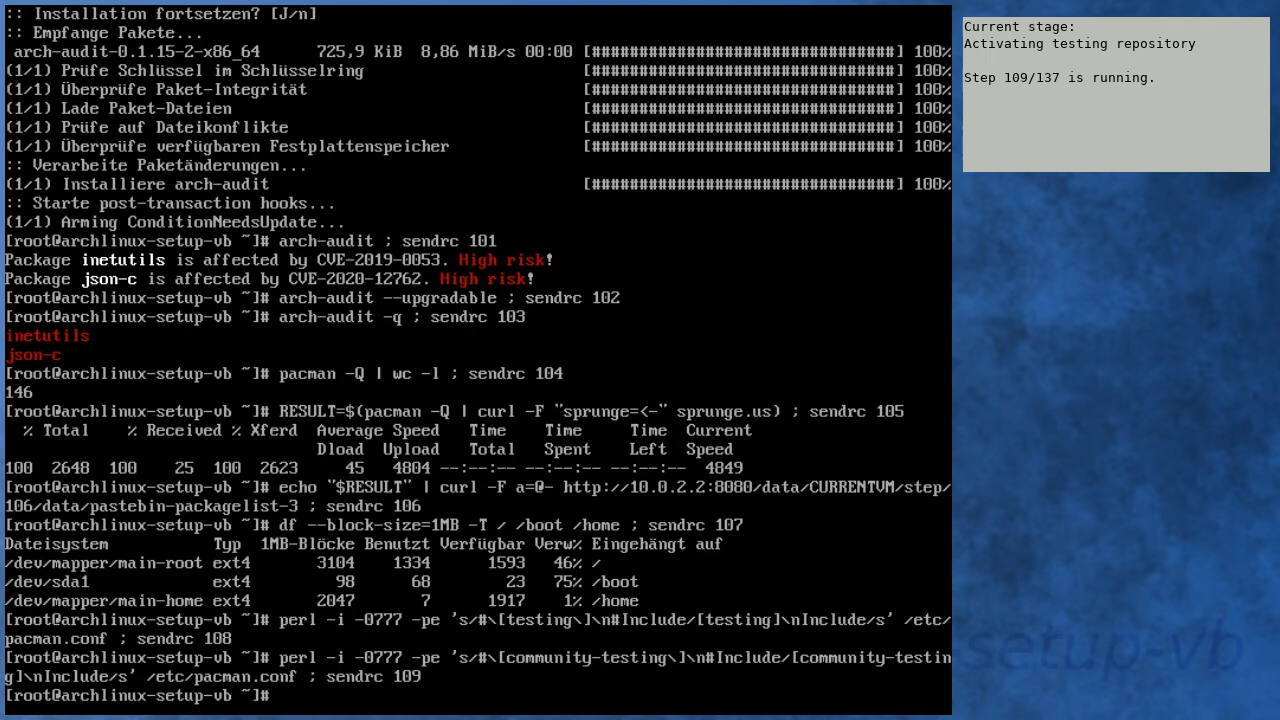 :: Installation fortsetzen? [J/n]
:: Empfange Pakete...
 arch-audit-0.1.15-2-x86_64      725,9 KiB  8,86 MiB/s 00:00 [################################] 100%
(1/1) Prüfe Schlüssel im Schlüsselring                       [################################] 100%
(1/1) Überprüfe Paket-Integrität                             [################################] 100%
(1/1) Lade Paket-Dateien                                     [################################] 100%
(1/1) Prüfe auf Dateikonflikte                               [################################] 100%
(1/1) Überprüfe verfügbaren Festplattenspeicher              [################################] 100%
:: Verarbeite Paketänderungen...
(1/1) Installiere arch-audit                                 [################################] 100%
:: Starte post-transaction hooks...
(1/1) Arming ConditionNeedsUpdate...
[root@archlinux-setup-vb ~]# arch-audit ; sendrc 101
Package inetutils is affected by CVE-2019-0053. High risk!
Package json-c is affected by CVE-2020-12762. High risk!
[root@archlinux-setup-vb ~]# arch-audit --upgradable ; sendrc 102
[root@archlinux-setup-vb ~]# arch-audit -q ; sendrc 103
inetutils
json-c
[root@archlinux-setup-vb ~]# pacman -Q | wc -l ; sendrc 104
146
[root@archlinux-setup-vb ~]# RESULT=$(pacman -Q | curl -F "sprunge=<-" sprunge.us) ; sendrc 105
  % Total    % Received % Xferd  Average Speed   Time    Time     Time  Current
                                 Dload  Upload   Total   Spent    Left  Speed
100  2648  100    25  100  2623     45   4804 --:--:-- --:--:-- --:--:--  4849
[root@archlinux-setup-vb ~]# echo "$RESULT" | curl -F a=@- http://10.0.2.2:8080/data/CURRENTVM/step/
106/data/pastebin-packagelist-3 ; sendrc 106
[root@archlinux-setup-vb ~]# df --block-size=1MB -T / /boot /home ; sendrc 107
Dateisystem           Typ  1MB-Blöcke Benutzt Verfügbar Verw% Eingehängt auf
/dev/mapper/main-root ext4       3104    1334      1593   46% /
/dev/sda1             ext4         98      68        23   75% /boot
/dev/mapper/main-home ext4       2047       7      1917    1% /home
[root@archlinux-setup-vb ~]# perl -i -0777 -pe 's/#\[testing\]\n#Include/[testing]\nInclude/s' /etc/
pacman.conf ; sendrc 108
[root@archlinux-setup-vb ~]# perl -i -0777 -pe 's/#\[community-testing\]\n#Include/[community-testin
g]\nInclude/s' /etc/pacman.conf ; sendrc 109
[root@archlinux-setup-vb ~]#
Current stage:
Activating testing repository
Step 109/137 is running.
setup-vb